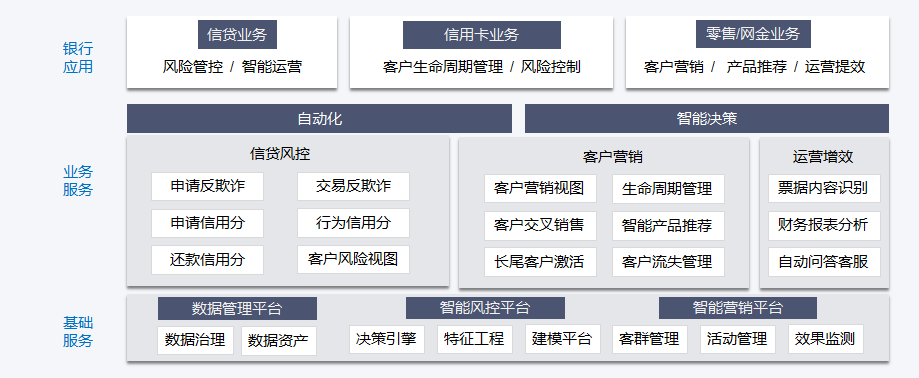 银行
应用
信贷业务
风险管控 / 智能运营
信用卡业务
客户生命周期管理 / 风险控制
零售/网金业务
客户营销 / 产品推荐 / 运营提效
业务
服务
自动化
智能决策
信贷风控
申请反欺诈
交易反欺诈
申请信用分
行为信用分
还款信用分
客户风险视图
客户营销
客户营销视图
生命周期管理
客户交叉销售
智能产品推荐
长尾客户激活
客户流失管理
运营增效
票据内容识别
财务报表分析
自动问答客服
基础
服务
数据管理平台
数据治理
数据资产
智能风控平台
决策引擎
特征工程
建模平台
智能营销平台
客群管理
活动管理
效果监测